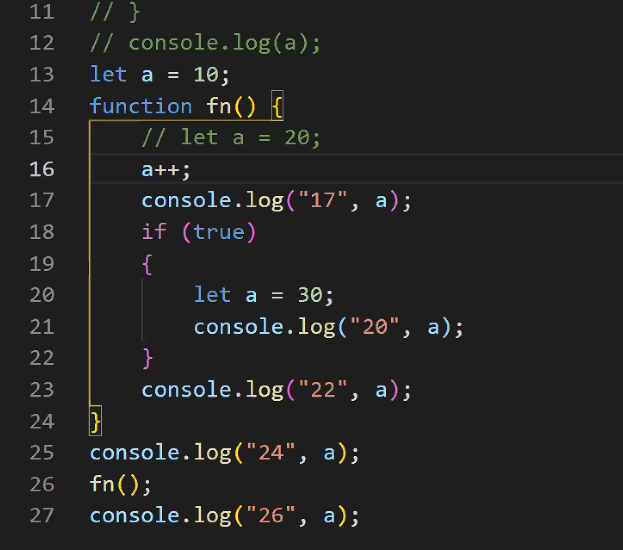 11 // }
12 // console.log(a);
13 let a = 10;
14 function fn() {
15     // let a = 20;
16     a++;
17     console.log("17", a);
18     if (true)
19     {
20         let a = 30;
21         console.log("20", a);
22     }
23     console.log("22", a);
24 }
25 console.log("24", a);
26 fn();
27 console.log("26", a);